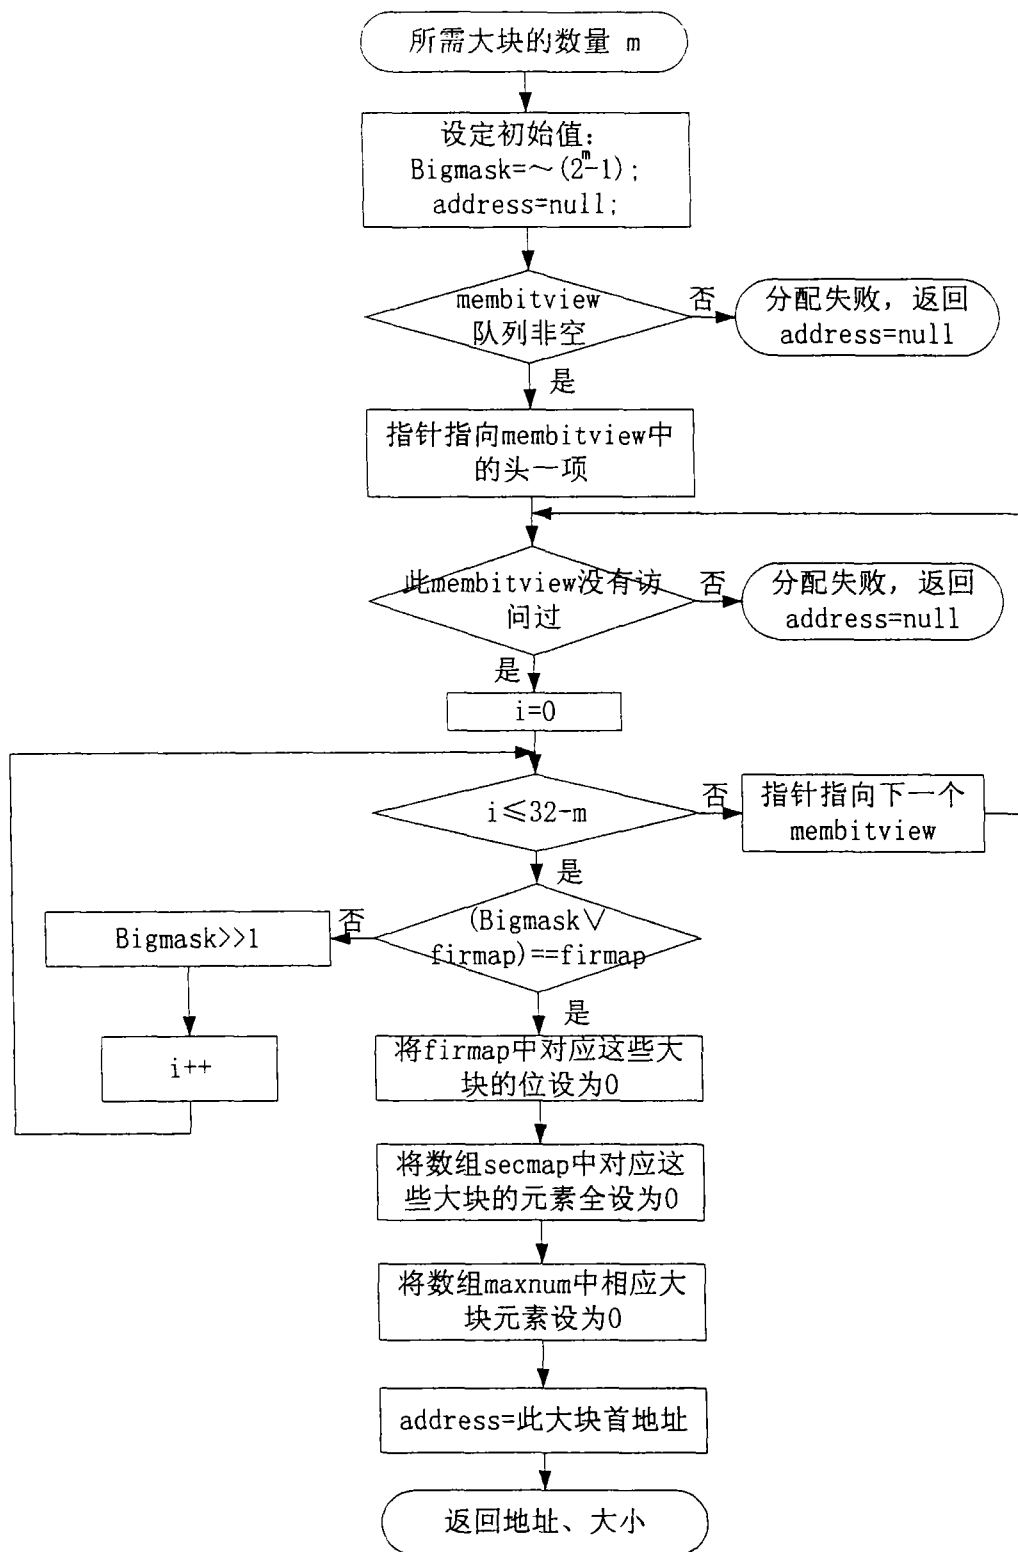 所需大块的数量 m
设定初始值:
Bigmask=～(2^m-1);
address=null;
membitview
队列非空
否
分配失败, 返回
address=null
是
指针指向membitview中
的头一项
此membitview没有访
问过
否
分配失败, 返回
address=null
是
i=0
i≤32-m
否
指针指向下一个
membitview
是
(Bigmask∨
firmap)==firmap
否
Bigmask>>1
i++
是
将firmap中对应这些大
块的位设为0
将数组secmap中对应这
些大块的元素全设为0
将数组maxnum中相应大
块元素设为0
address=此大块首地址
返回地址、大小